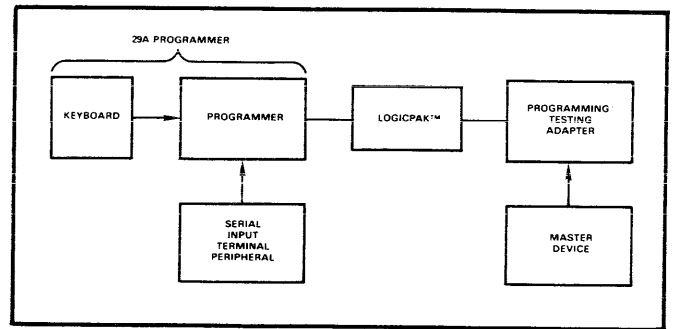 29A PROGRAMMER
KEYBOARD
PROGRAMMER
LOGICPAK™
PROGRAMMING
TESTING
ADAPTER
SERIAL
INPUT
TERMINAL
PERIPHERAL
MASTER
DEVICE